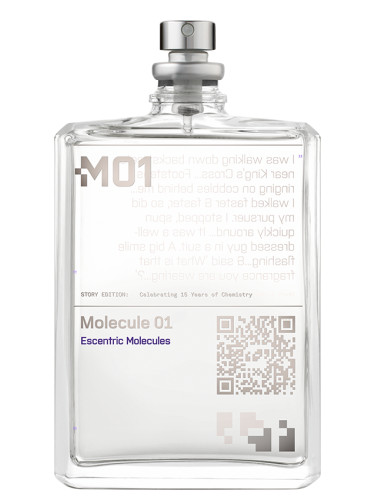 M01
"I was walking down
near King's Cross...
ringing on cobbles behind me...
I walked faster & faster, so did
my pursuer. I stopped, spun
quickly around... It was a well-
dressed guy in a suit. A big smile
flashing... & said, "What is that
fragrance you are wearing?..."
STORY EDITION: Celebrating 15 Years of Chemistry
Molecule 01
Escentric Molecules